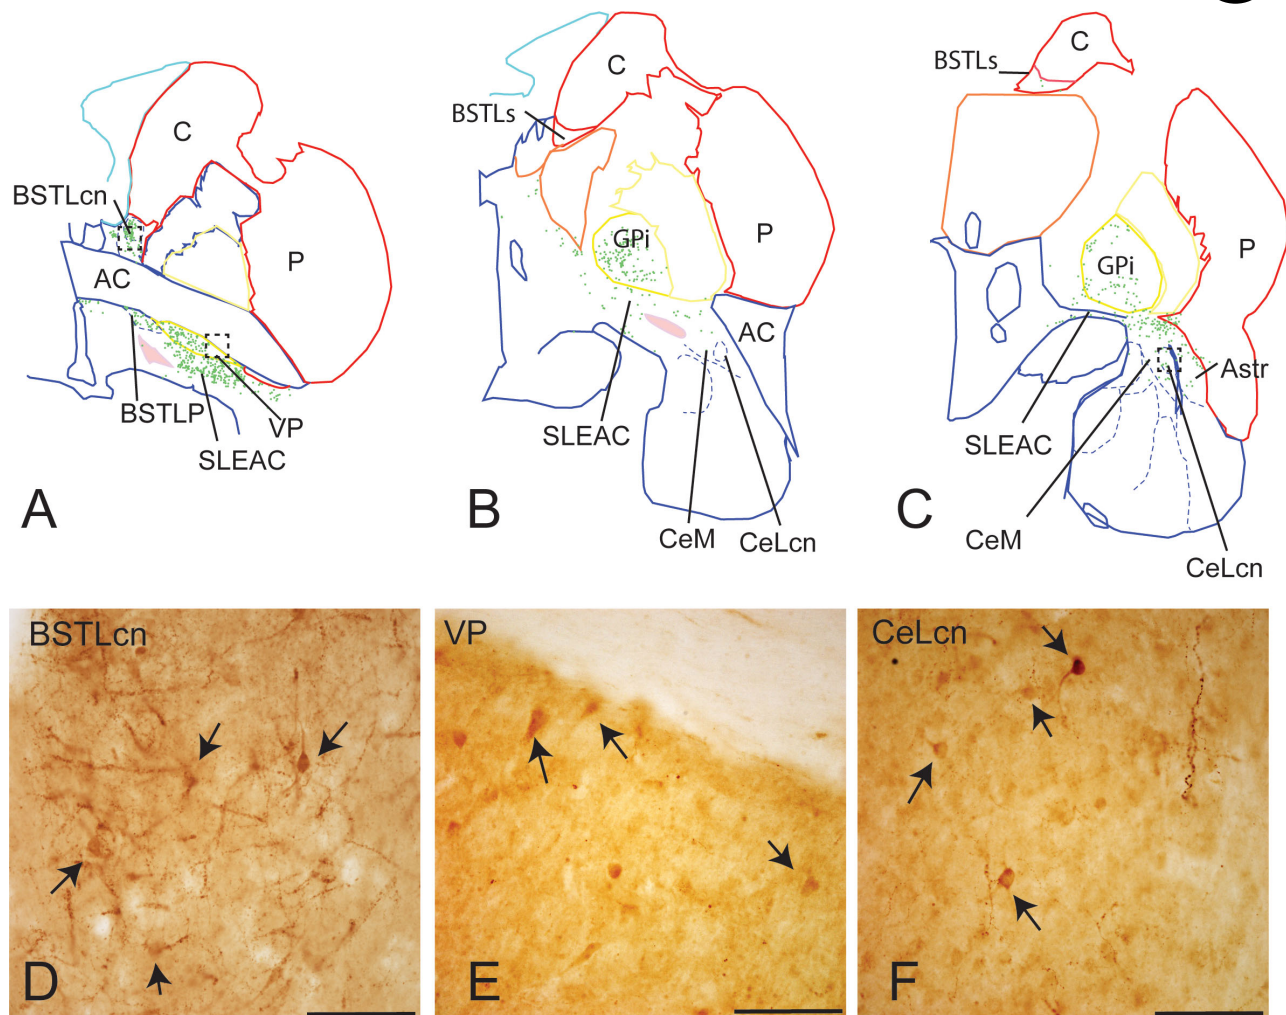 C
BSTLcn
AC
P
BSTLP
VP
SLEAC
A
C
BSTLs
GPi
P
AC
SLEAC
CeM
CeLcn
B
C
BSTLs
GPi
P
Astr
SLEAC
CeM
CeLcn
C
BSTLcn
D
VP
E
CeLcn
F